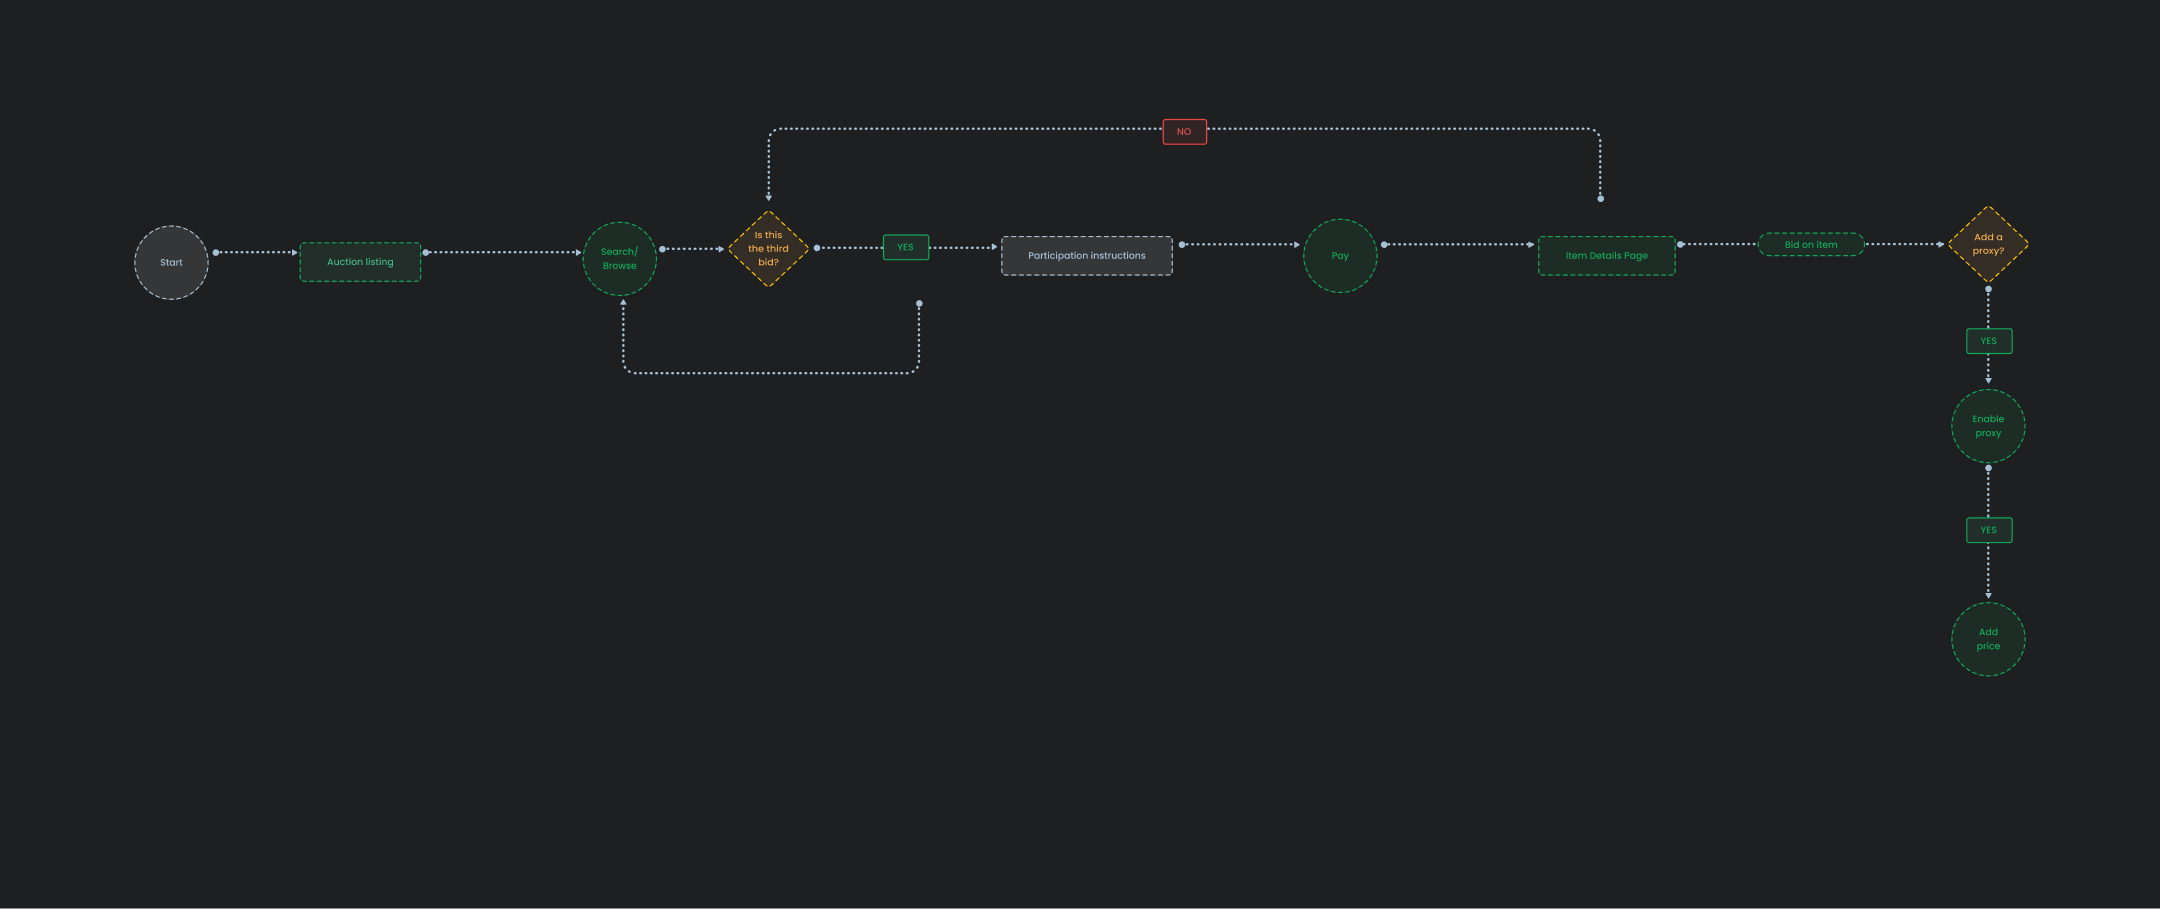 NO
Start
Auction listing
Search/
Browse
Is this
the third
bid?
YES
Participation instructions
Pay
Item Details Page
Bid on item
Add a
proxy?
YES
Enable
proxy
YES
Add
price